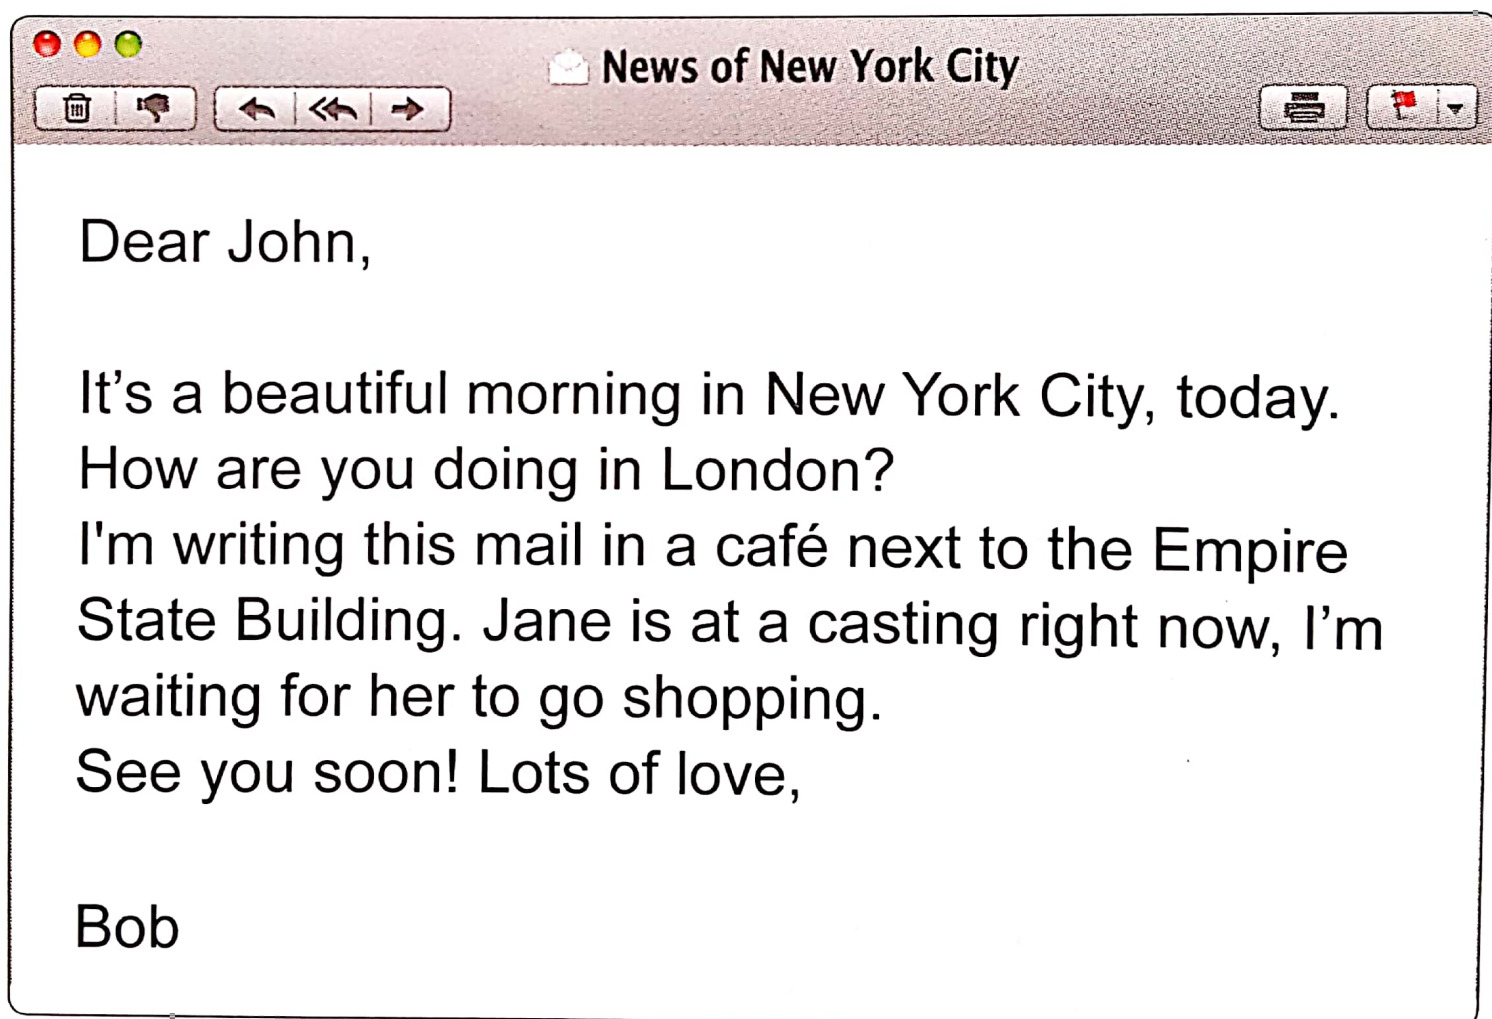 News of New York City
Dear John,
It’s a beautiful morning in New York City, today.
How are you doing in London?
I'm writing this mail in a café next to the Empire
State Building. Jane is at a casting right now, I’m
waiting for her to go shopping.
See you soon! Lots of love,
Bob